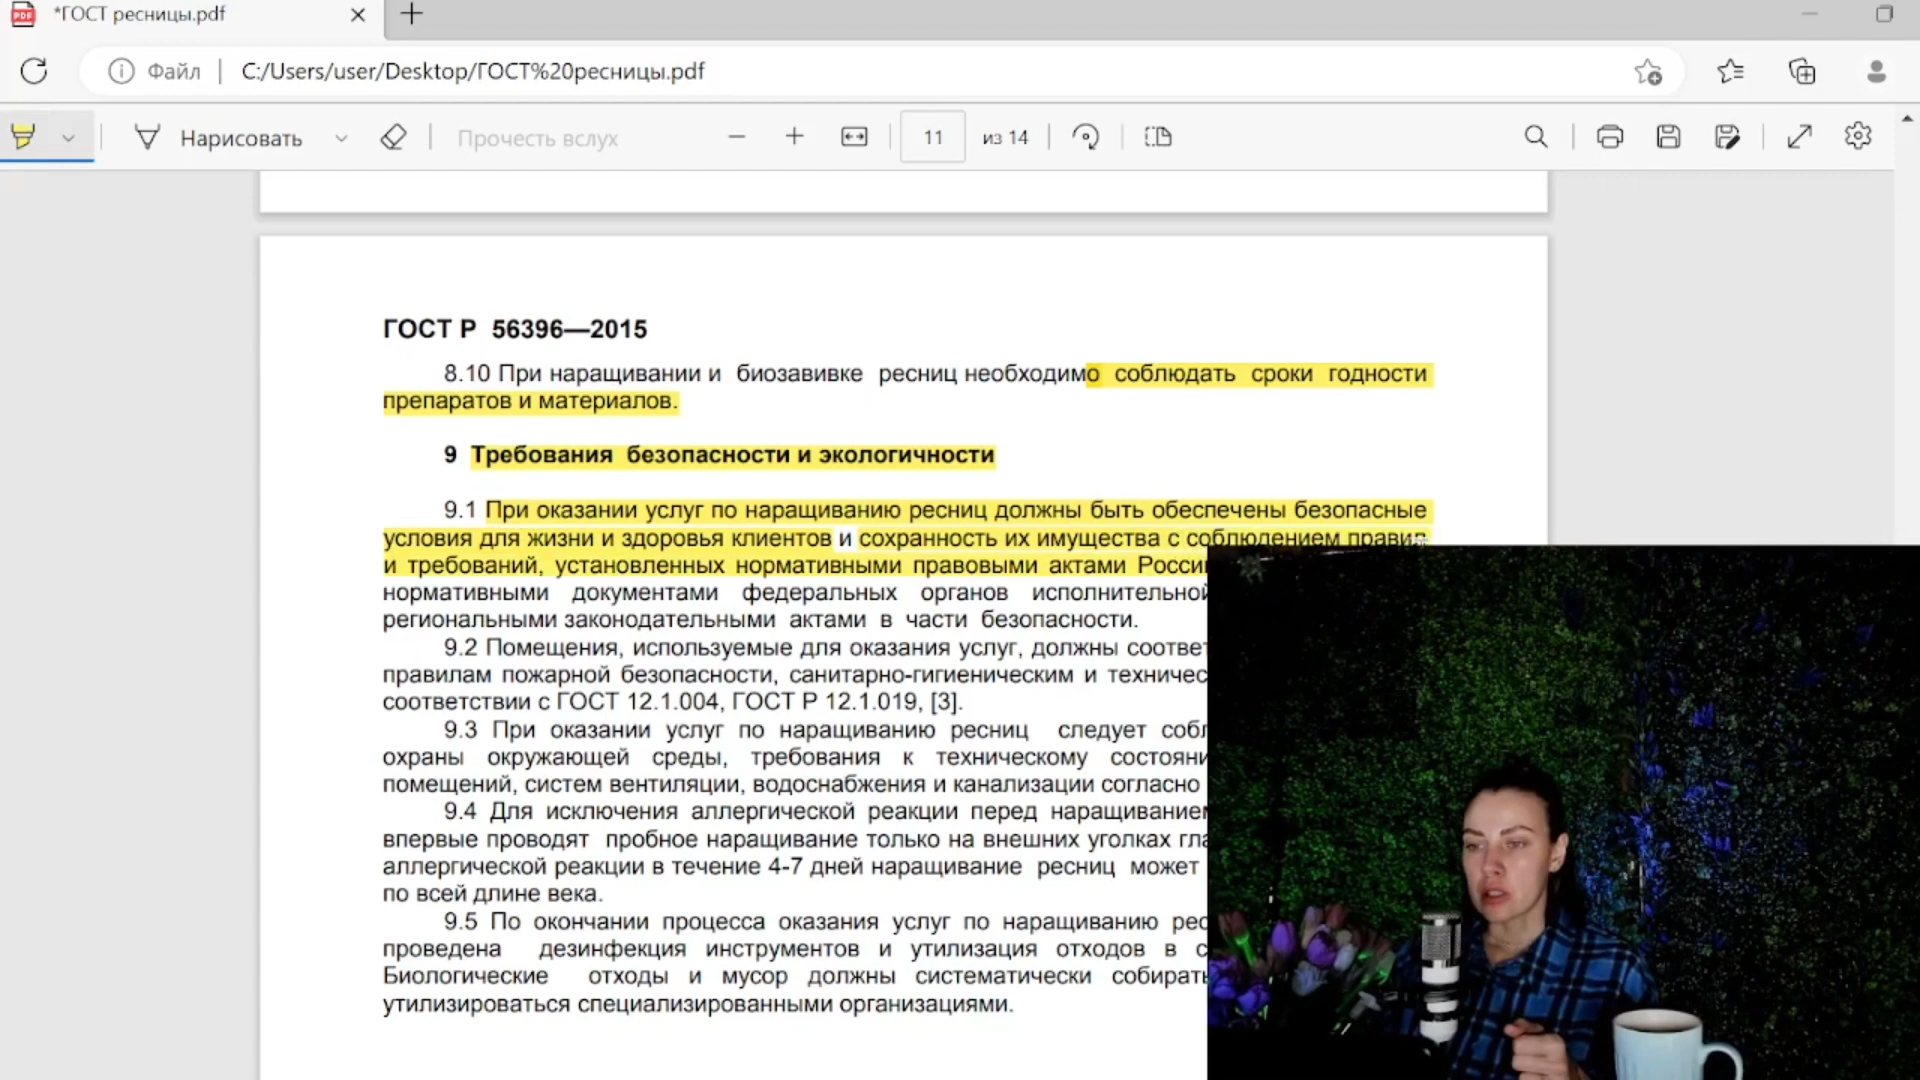 *ГОСТ ресницы.pdf
Файл | C:/Users/user/Desktop/ГОСТ%20ресницы.pdf
Нарисовать Прочесть вслух 11 из 14
ГОСТ Р 56396—2015
8.10 При наращивании и биозавивке ресниц необходимо соблюдать сроки годности
препаратов и материалов.
9 Требования безопасности и экологичности
9.1 При оказании услуг по наращиванию ресниц должны быть обеспечены безопасные
условия для жизни и здоровья клиентов и сохранность их имущества с соблюдением правил
и требований, установленных нормативными правовыми актами
нормативными документами федеральных органов
региональными законодательными актами в части безопасности.
9.2 Помещения, используемые для оказания услуг, должны
правилам пожарной безопасности, санитарно-гигиеническим и
соответствии с ГОСТ 12.1.004, ГОСТ Р 12.1.019, [3].
9.3 При оказании услуг по наращиванию ресниц следует
охраны окружающей среды, требования к техническому
помещений, систем вентиляции, водоснабжения и канализации согласно
9.4 Для исключения аллергической реакции перед
впервые проводят пробное наращивание только на внешних уголках
аллергической реакции в течение 4-7 дней наращивание ресниц может
по всей длине века.
9.5 По окончании процесса оказания услуг по наращиванию
проведена дезинфекция инструментов и утилизация отходов в
Биологические отходы и мусор должны систематически
утилизироваться специализированными организациями.